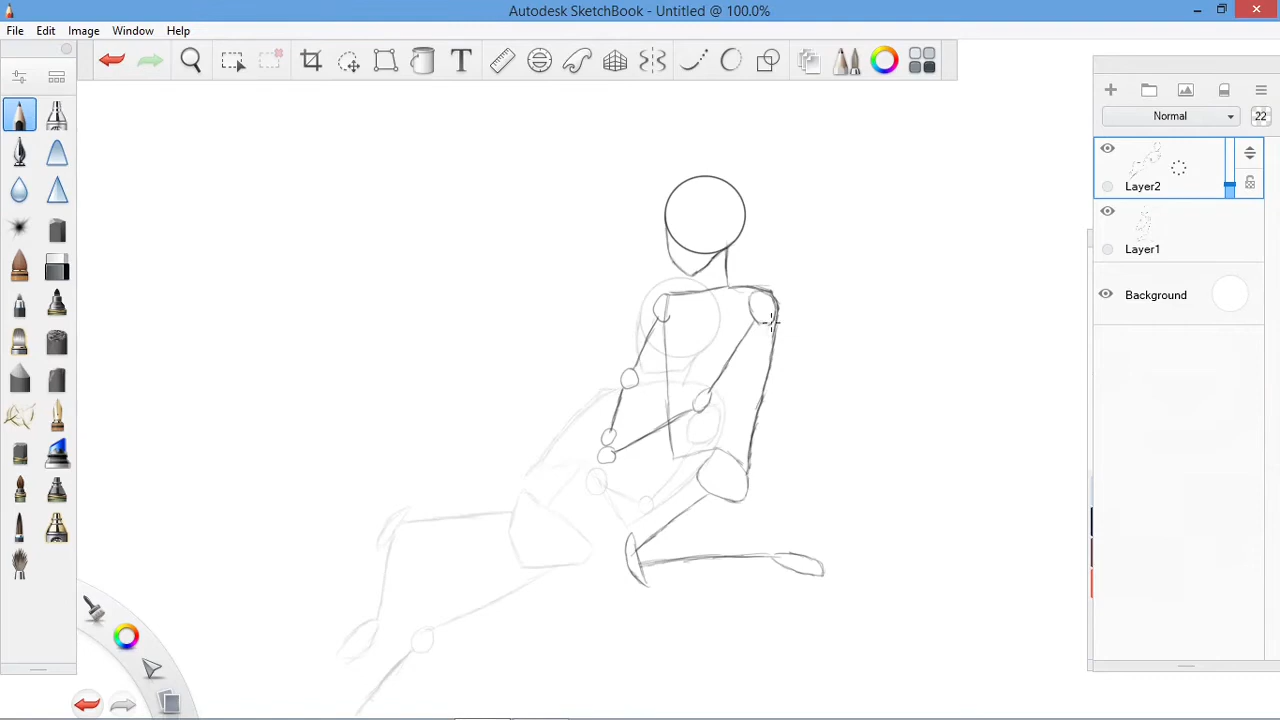 Autodesk SketchBook - Untitled @ 100.0%
File Edit Image Window Help
T
Normal 22
Layer2
Layer1
Background